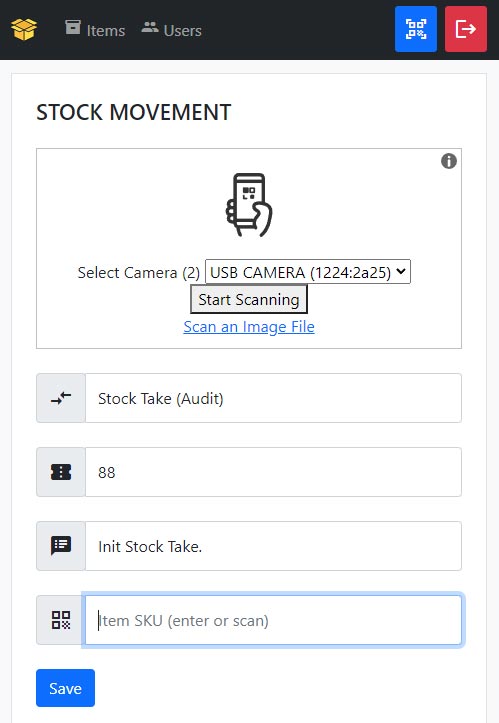 Items Users
STOCK MOVEMENT
Select Camera (2) USB CAMERA (1224:2a25)
Start Scanning
Scan an Image File
Stock Take (Audit)
88
Init Stock Take.
Item SKU (enter or scan)
Save